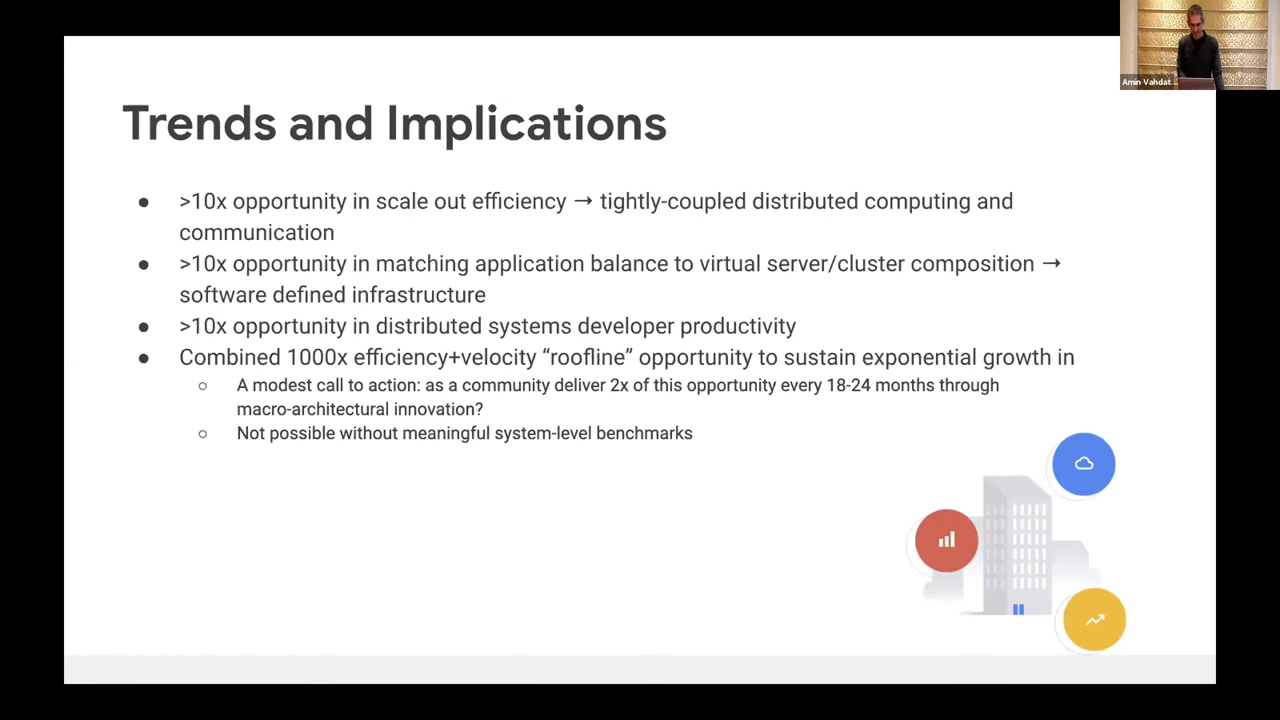 Amin Vahdat
Trends and Implications
● >10x opportunity in scale out efficiency → tightly-coupled distributed computing and
communication
● >10x opportunity in matching application balance to virtual server/cluster composition →
software defined infrastructure
● >10x opportunity in distributed systems developer productivity
● Combined 1000x efficiency+velocity “roofline” opportunity to sustain exponential growth in
○ A modest call to action: as a community deliver 2x of this opportunity every 18-24 months through
macro-architectural innovation?
○ Not possible without meaningful system-level benchmarks